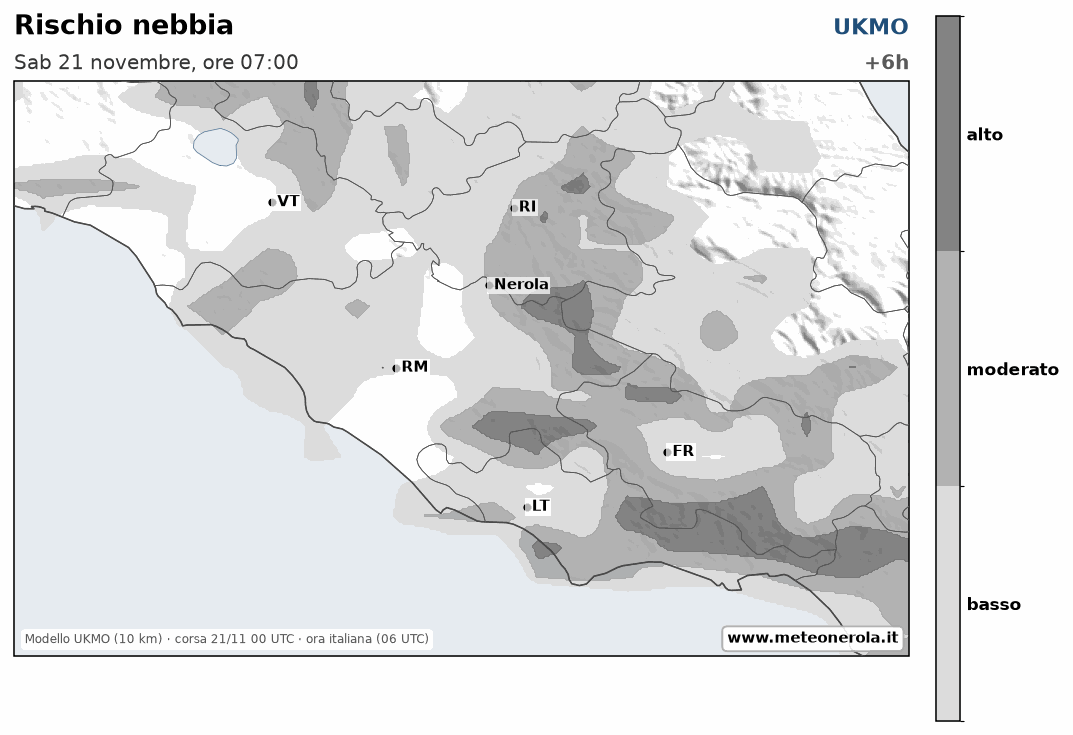 Rischio nebbia
UKMO
Sab 21 novembre, ore 07:00
+6h
alto
VT
RI
Nerola
moderato
RM
FR
LT
basso
Modello UKMO (10 km) · corsa 21/11 00 UTC · ora italiana (06 UTC)
www.meteonerola.it